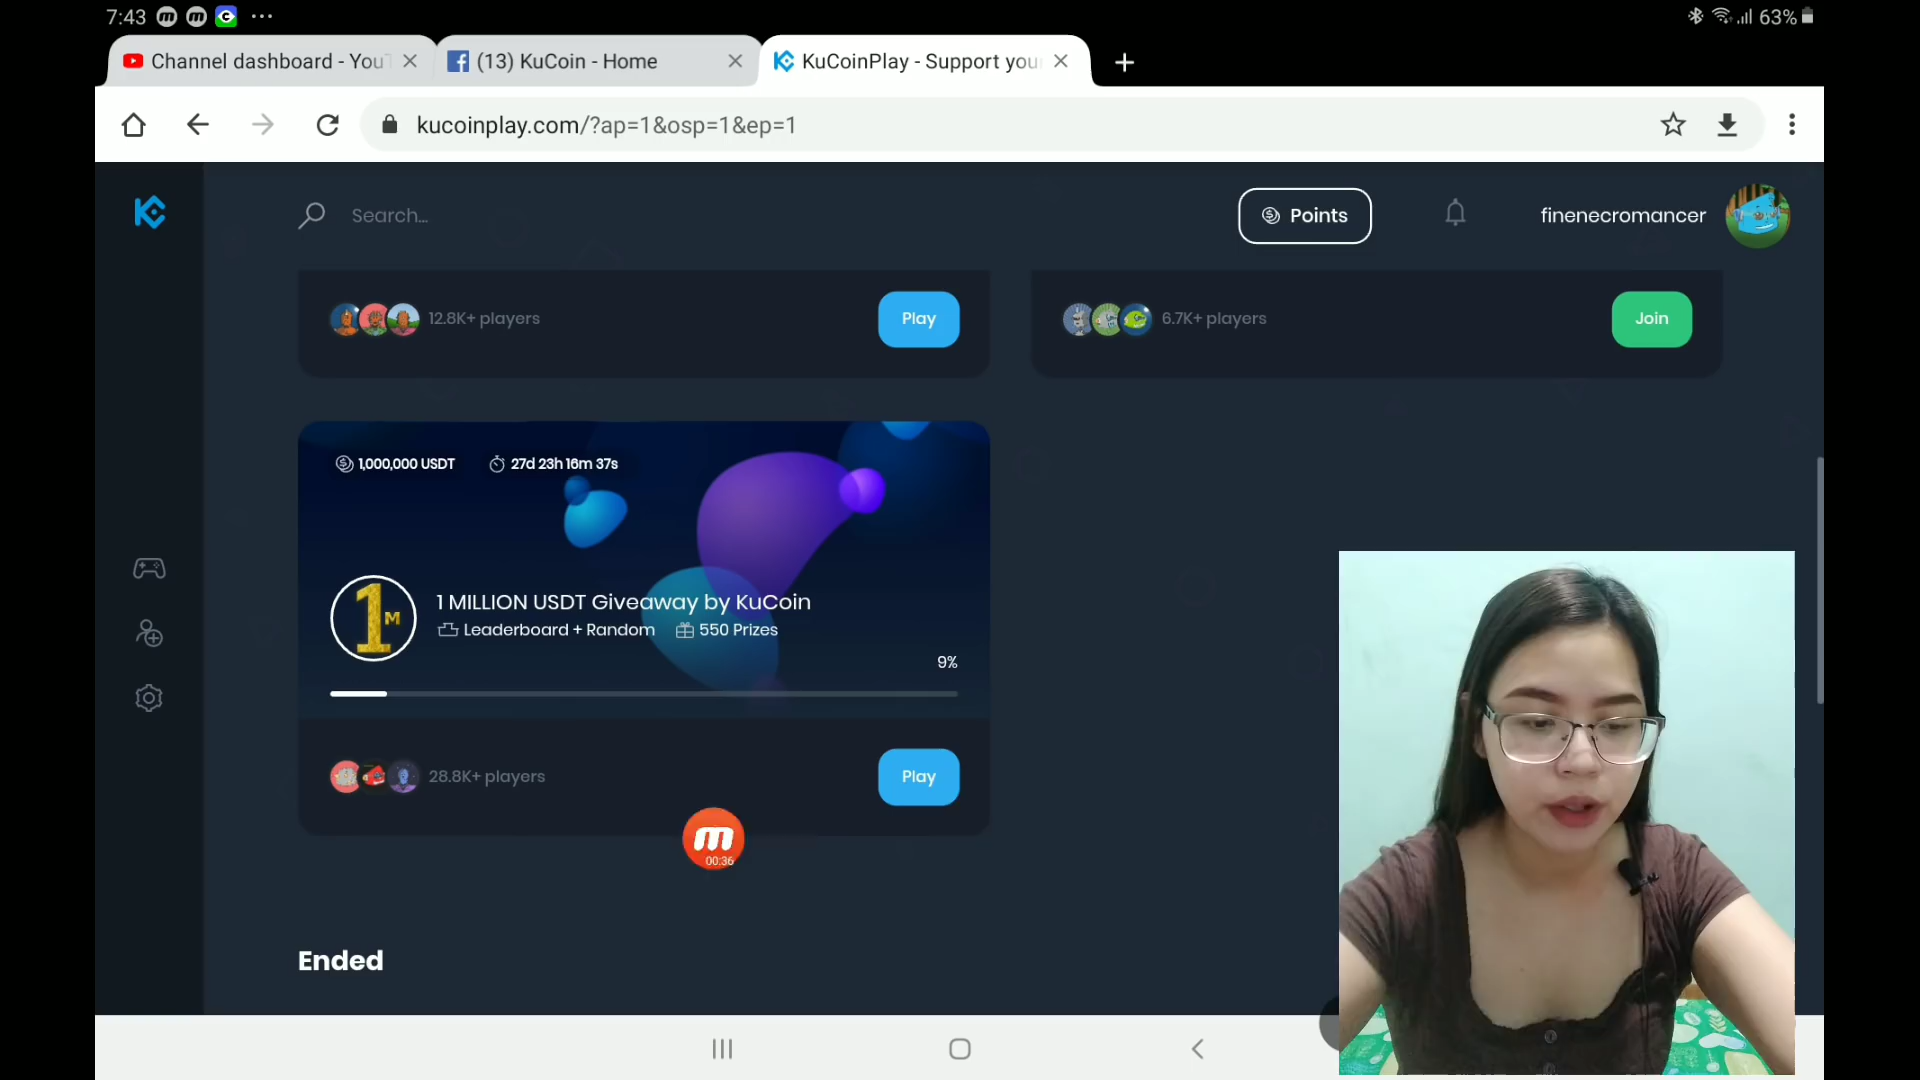 7:43
63%
Channel dashboard - YouT
(13) KuCoin - Home
KuCoinPlay - Support you
kucoinplay.com/?ap=1&osp=1&ep=1
Search...
Points
finenecromancer
12.8K+ players
Play
6.7K+ players
Join
1,000,000 USDT
27d 23h 16m 37s
1 M
1 MILLION USDT Giveaway by KuCoin
Leaderboard + Random
550 Prizes
9%
28.8K+ players
Play
m
00:36
Ended